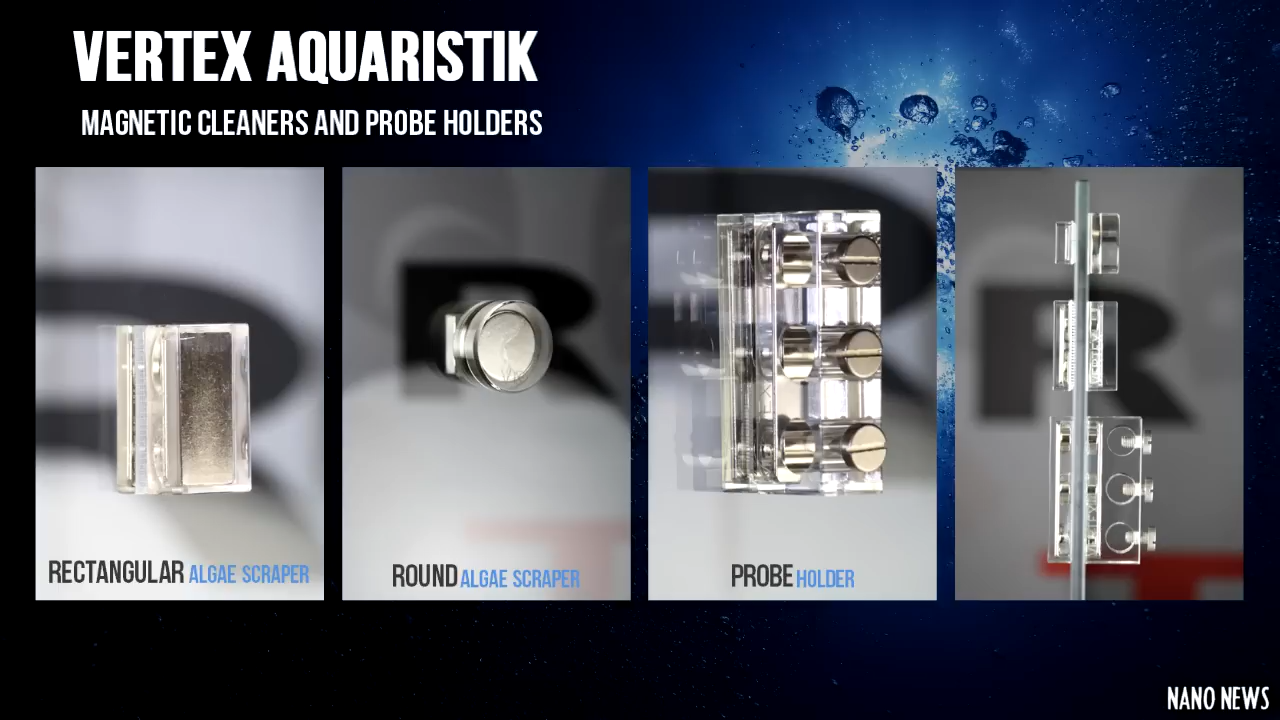 VERTEX AQUARISTIK
MAGNETIC CLEANERS AND PROBE HOLDERS
RECTANGULAR ALGAE SCRAPER
ROUND ALGAE SCRAPER
PROBE HOLDER
NANO NEWS